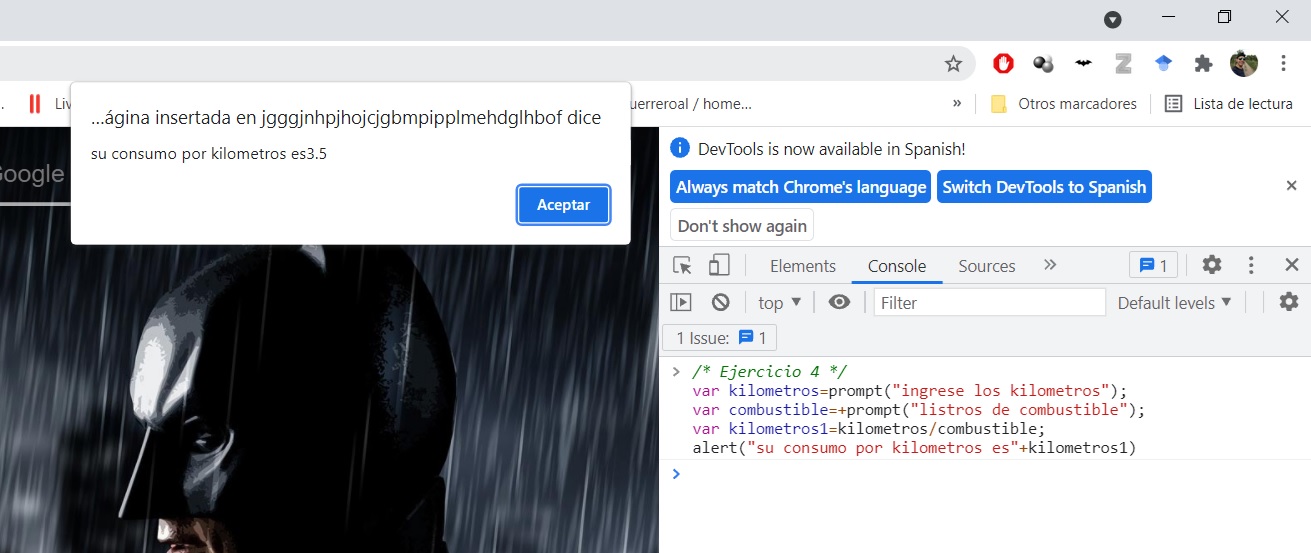 Liv
uerreroal / home...
»
Otros marcadores
Lista de lectura
...ágina insertada en jgggjnhpjhojcjgbmpipplmehdglhbof dice
su consumo por kilometros es3.5
Aceptar
Google
DevTools is now available in Spanish!
Always match Chrome's language
Switch DevTools to Spanish
Don't show again
Elements
Console
Sources
»
1
top
Filter
Default levels
1 Issue: 1
/* Ejercicio 4 */
var kilometros=prompt("ingrese los kilometros");
var combustible=+prompt("listros de combustible");
var kilometros1=kilometros/combustible;
alert("su consumo por kilometros es"+kilometros1)